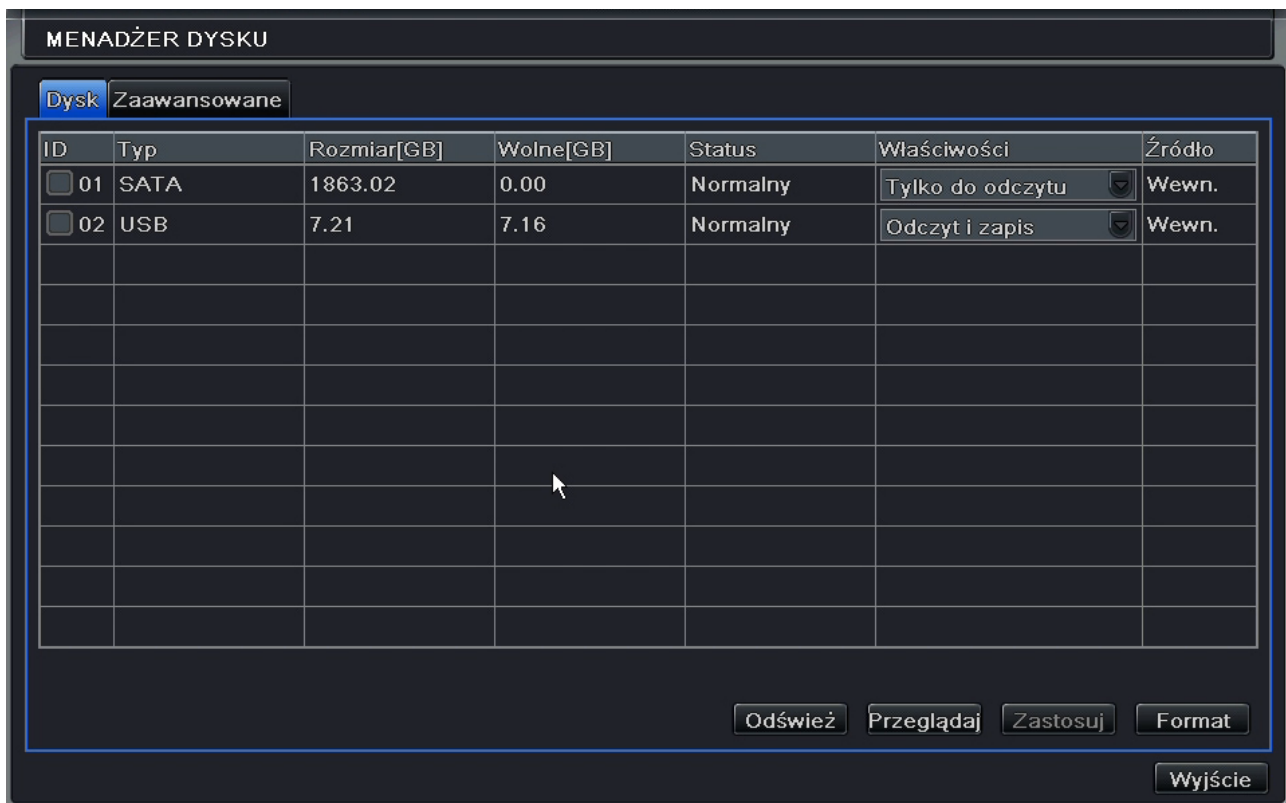 MENADŻER DYSKU
Dysk Zaawansowane
ID Typ Rozmiar[GB] Wolne[GB] Status Właściwości Źródło
01 SATA 1863.02 0.00 Normalny Tylko do odczytu Wewn.
02 USB 7.21 7.16 Normalny Odczyt i zapis Wewn.
Odśwież Przeglądaj Zastosuj Format
Wyjście